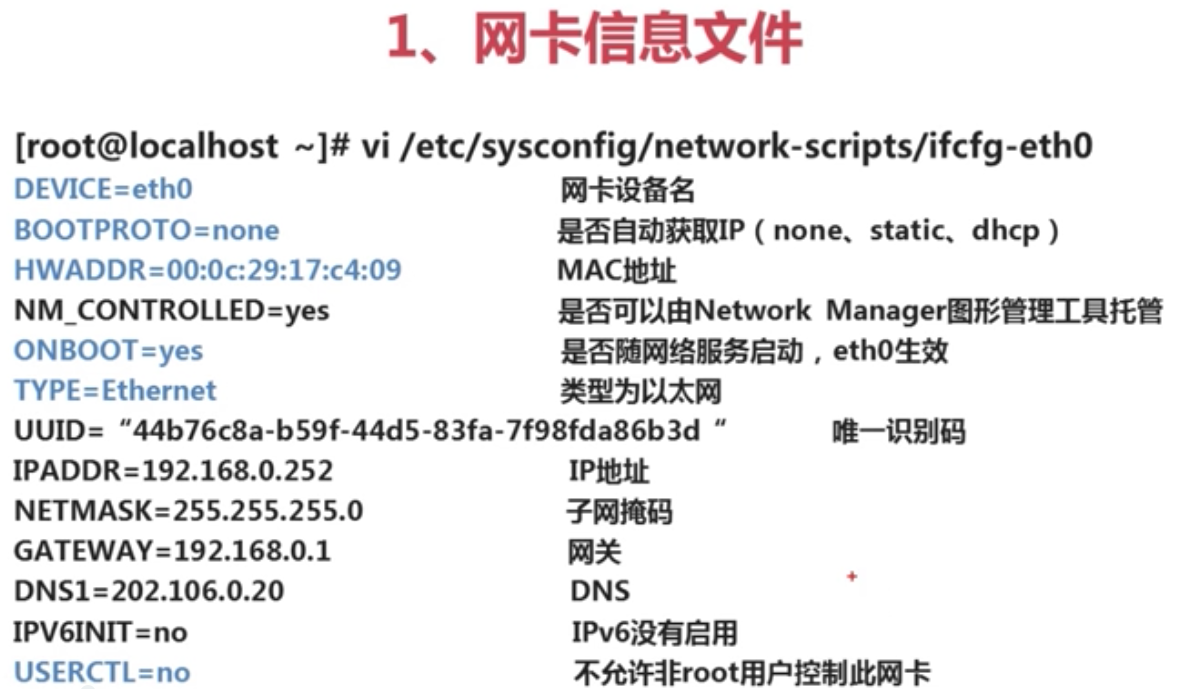 1、网卡信息文件
[root@localhost ~]# vi /etc/sysconfig/network-scripts/ifcfg-eth0
DEVICE=eth0 网卡设备名
BOOTPROTO=none 是否自动获取IP（none、static、dhcp）
HWADDR=00:0c:29:17:c4:09 MAC地址
NM_CONTROLLED=yes 是否可以由Network Manager图形管理工具托管
ONBOOT=yes 是否随网络服务启动，eth0生效
TYPE=Ethernet 类型为以太网
UUID=“44b76c8a-b59f-44d5-83fa-7f98fda86b3d“ 唯一识别码
IPADDR=192.168.0.252 IP地址
NETMASK=255.255.255.0 子网掩码
GATEWAY=192.168.0.1 网关
DNS1=202.106.0.20 DNS
IPV6INIT=no IPv6没有启用
USERCTL=no 不允许非root用户控制此网卡